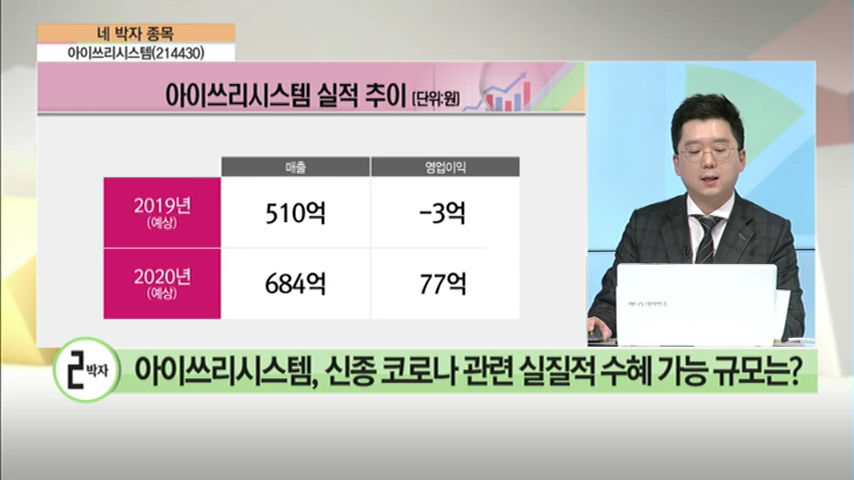 네 박자 종목
아이쓰리시스템(214430)
아이쓰리시스템 실적 추이 [단위:원]
매출 영업이익
2019년 510억 -3억
(예상)
2020년 684억 77억
(예상)
2박자 아이쓰리시스템, 신종 코로나 관련 실질적 수혜 가능 규모는?